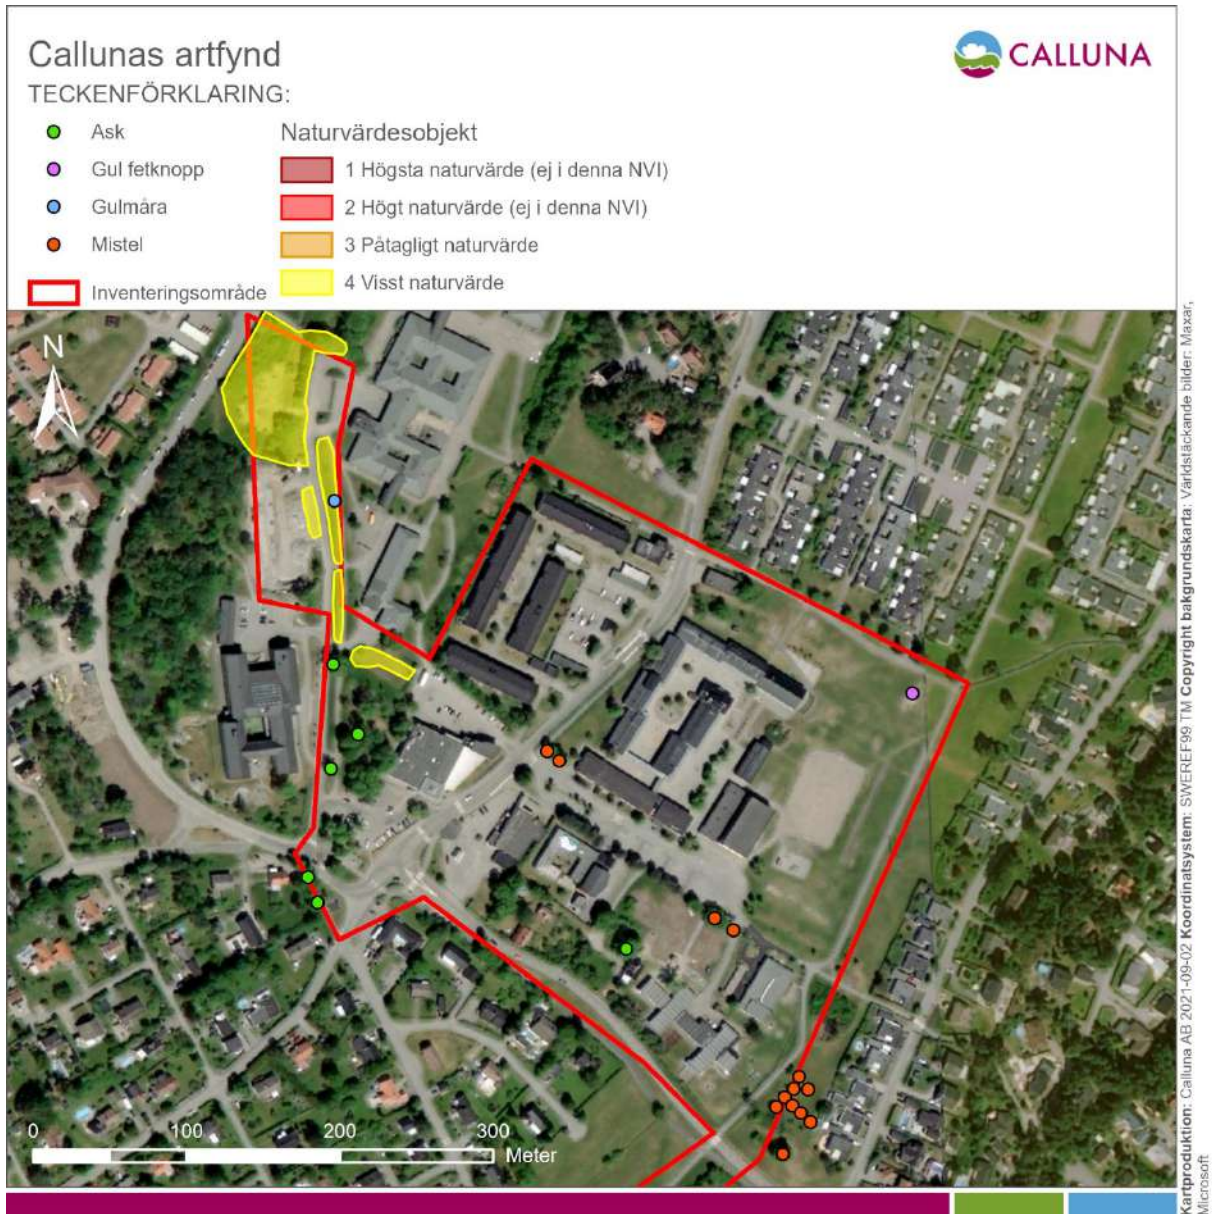 Callunas artfynd
CALLUNA
TECKENFÖRKLARING:
Ask
Gul fetknopp
Gulmåra
Mistel
Inventeringsområde
Naturvärdesobjekt
1 Högsta naturvärde (ej i denna NVI)
2 Högt naturvärde (ej i denna NVI)
3 Påtagligt naturvärde
4 Visst naturvärde
N
0 100 200 300 Meter
Kartproduktion: Calluna AB 2021-09-02 Koordinatsystem: SWEREF99 TM Copyright bakgrundskarta: Världstäckande bilder: Maxar,
Microsoft